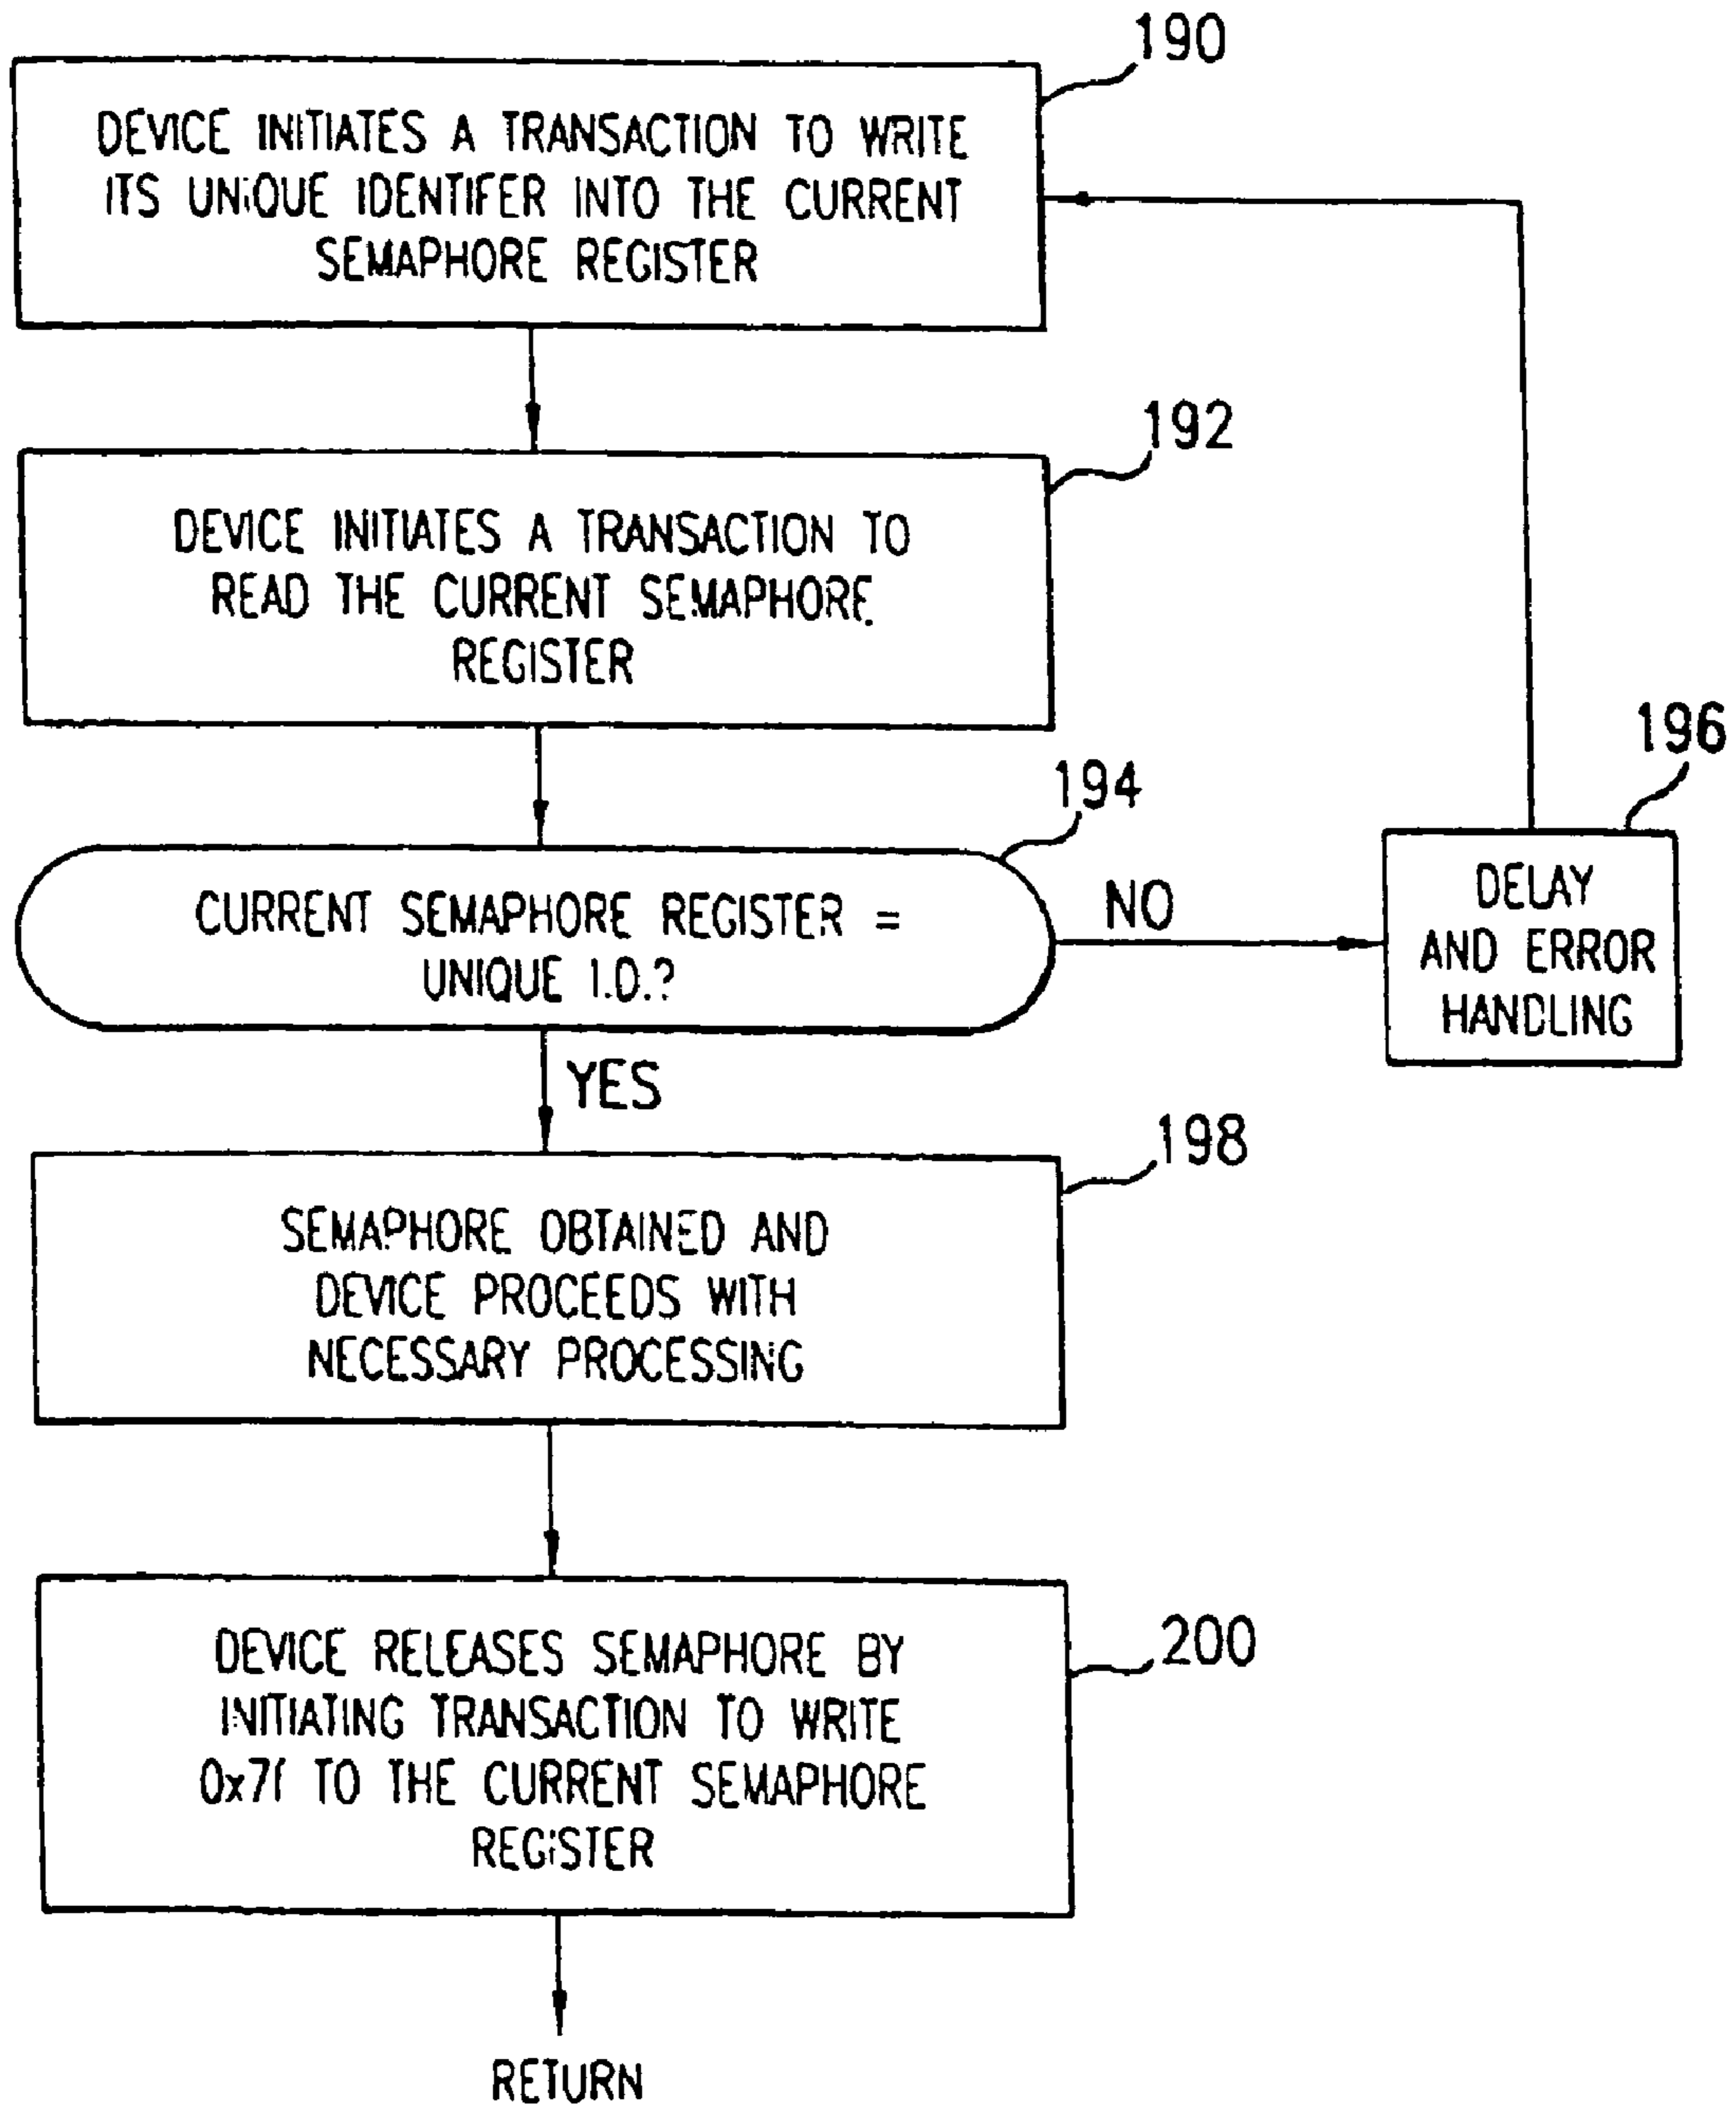 190
DEVICE INITIATES A TRANSACTION TO WRITE
ITS UNIQUE IDENTIFER INTO THE CURRENT
SEMAPHORE REGISTER
192
DEVICE INITIATES A TRANSACTION TO
READ THE CURRENT SEMAPHORE
REGISTER
194
CURRENT SEMAPHORE REGISTER =
UNIQUE I.D.?
NO
196
DELAY
AND ERROR
HANDLING
YES
198
SEMAPHORE OBTAINED AND
DEVICE PROCEEDS WITH
NECESSARY PROCESSING
200
DEVICE RELEASES SEMAPHORE BY
INITIATING TRANSACTION TO WRITE
0x7f TO THE CURRENT SEMAPHORE
REGISTER
RETURN